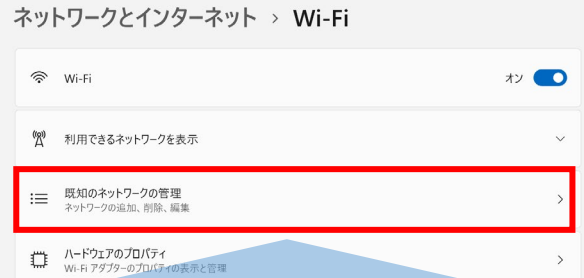 ネットワークとインターネット › Wi-Fi
Wi-Fi オン
利用できるネットワークを表示
既知のネットワークの管理
ネットワークの追加、削除、編集
ハードウェアのプロパティ
Wi-Fi アダプターのプロパティの表示と管理